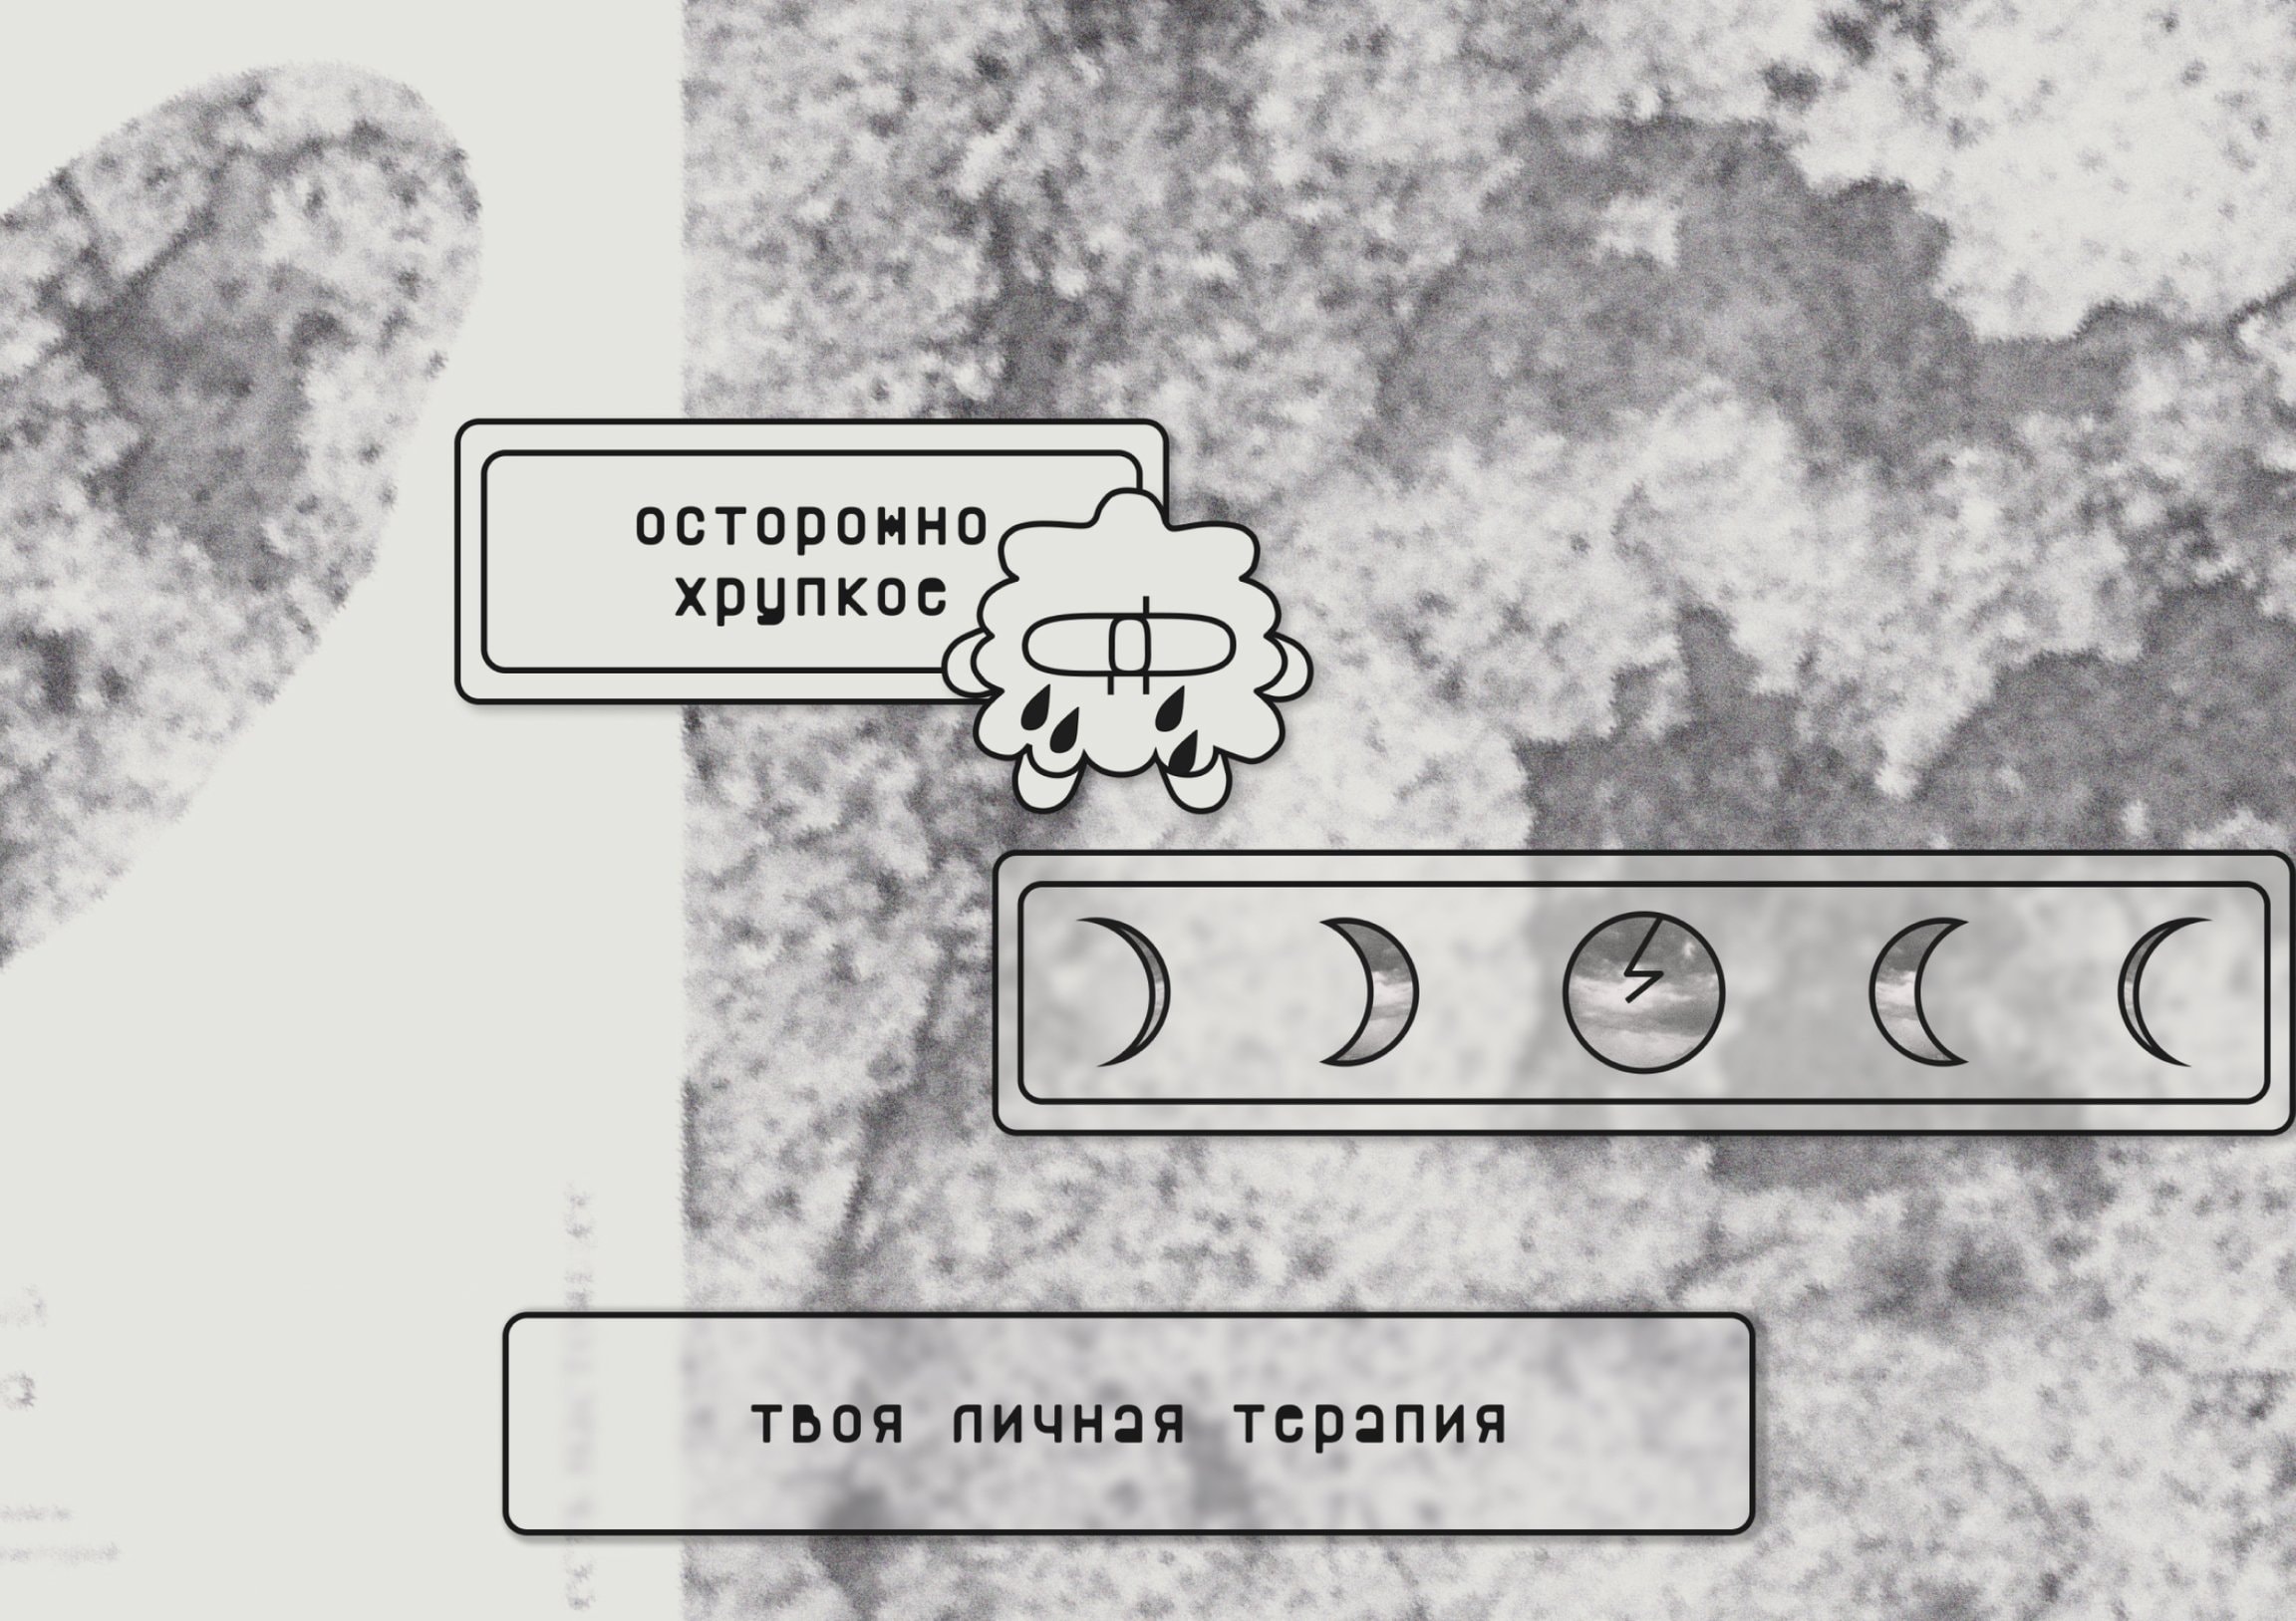 осторожно
хрупкое
твоя личная терапия